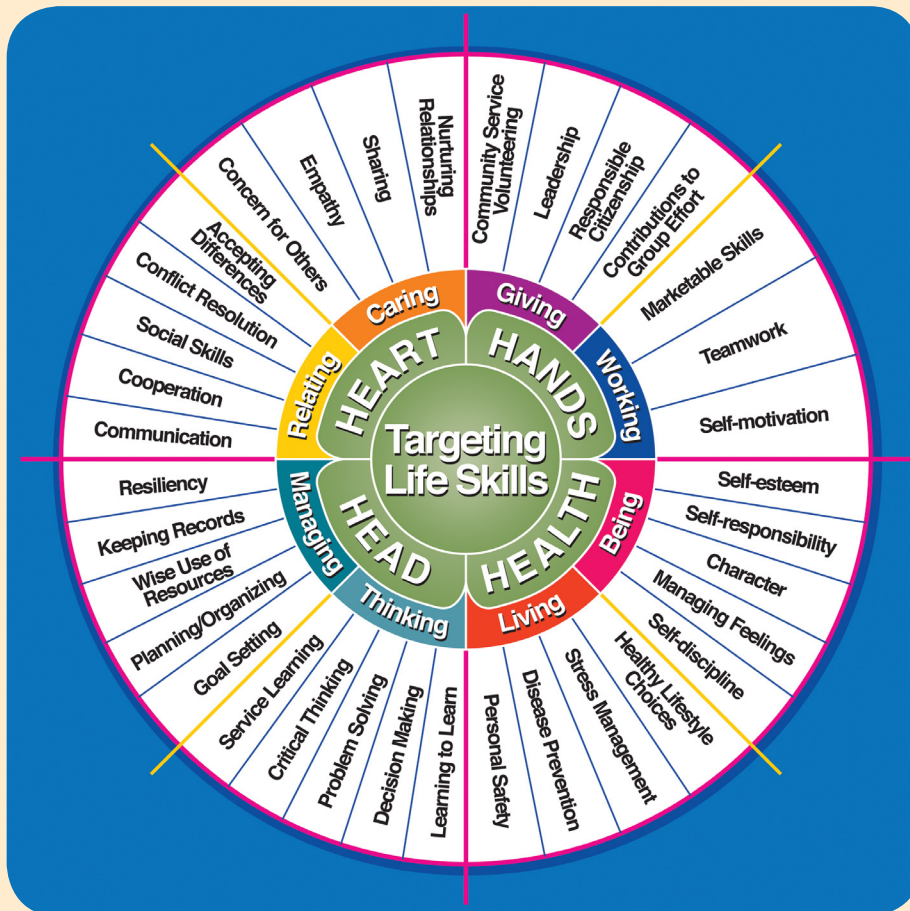 Targeting
Life Skills
HEART
HANDS
HEALTH
HEAD
Caring
Giving
Working
Being
Living
Thinking
Managing
Relating
Nurturing
Relationships
Sharing
Empathy
Concern for Others
Community Service
Volunteering
Leadership
Responsible
Citizenship
Contributions to
Group Effort
Marketable Skills
Teamwork
Self-motivation
Self-esteem
Self-responsibility
Character
Managing Feelings
Self-discipline
Healthy Lifestyle
Choices
Stress Management
Disease Prevention
Personal Safety
Learning to Learn
Decision Making
Problem Solving
Critical Thinking
Service Learning
Goal Setting
Planning/Organizing
Wise Use of
Resources
Keeping Records
Resiliency
Communication
Cooperation
Social Skills
Conflict Resolution
Accepting
Differences